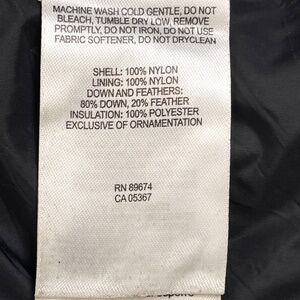 MACHINE WASH COLD GENTLE, DO NOT
BLEACH, TUMBLE DRY LOW, REMOVE
PROMPTLY, DO NOT IRON, DO NOT USE
FABRIC SOFTENER, DO NOT DRYCLEAN
SHELL: 100% NYLON
LINING: 100% NYLON
DOWN AND FEATHERS:
80% DOWN, 20% FEATHER
INSULATION: 100% POLYESTER
EXCLUSIVE OF ORNAMENTATION
RN 89674
CA 05367